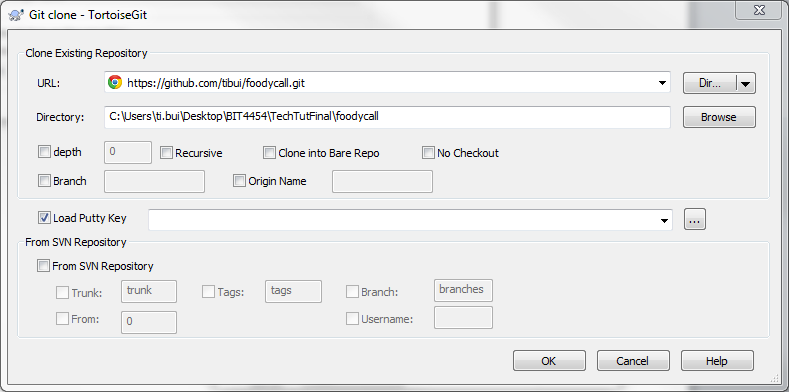 Git clone - TortoiseGit
Clone Existing Repository
URL: https://github.com/tibui/foodycall.git Dir...
Directory: C:\Users\ti.bui\Desktop\BIT4454\TechTutFinal\foodycall Browse
depth 0 Recursive Clone into Bare Repo No Checkout
Branch Origin Name
Load Putty Key ...
From SVN Repository
From SVN Repository
Trunk: trunk Tags: tags Branch: branches
From: 0 Username:
OK Cancel Help